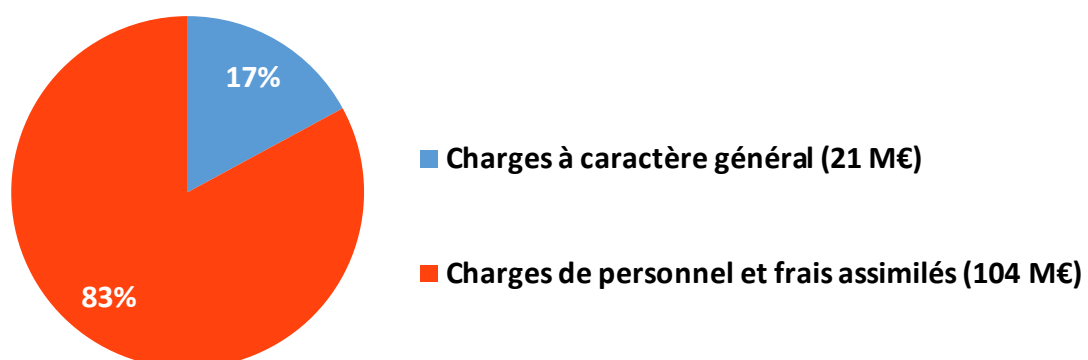 17%
Charges à caractère général (21 M€)
Charges de personnel et frais assimilés (104 M€)
83%